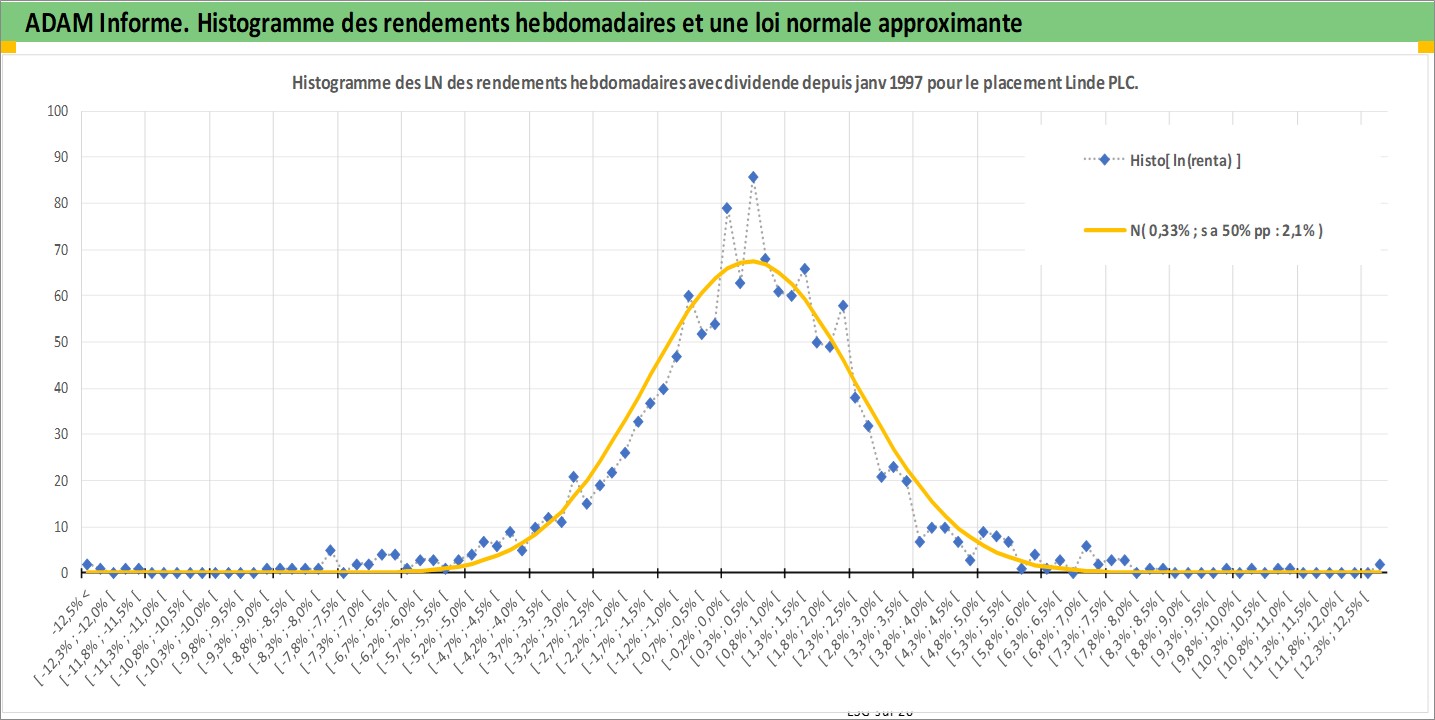 ADAM Informe. Histogramme des rendements hebdomadaires et une loi normale approximante
Histogramme des LN des rendements hebdomadaires avec dividende depuis janv 1997 pour le placement Linde PLC.
100
90
80
70
60
50
40
30
20
10
0
Histo[ ln(renta) ]
N( 0,33% ; s a 50% pp : 2,1% )
-12,5% <
[ -12,3% ; -12,0% [
[ -11,8% ; -11,5% [
[ -11,3% ; -11,0% [
[ -10,8% ; -10,5% [
[ -10,3% ; -10,0% [
[ -9,8% ; -9,5% [
[ -9,3% ; -9,0% [
[ -8,8% ; -8,5% [
[ -8,3% ; -8,0% [
[ -7,8% ; -7,5% [
[ -7,3% ; -7,0% [
[ -6,7% ; -6,5% [
[ -6,2% ; -6,0% [
[ -5,7% ; -5,5% [
[ -5,2% ; -5,0% [
[ -4,7% ; -4,5% [
[ -4,2% ; -4,0% [
[ -3,7% ; -3,5% [
[ -3,2% ; -3,0% [
[ -2,7% ; -2,5% [
[ -2,2% ; -2,0% [
[ -1,7% ; -1,5% [
[ -1,2% ; -1,0% [
[ -0,7% ; -0,5% [
[ -0,2% ; 0,0% [
[ 0,3% ; 0,5% [
[ 0,8% ; 1,0% [
[ 1,3% ; 1,5% [
[ 1,8% ; 2,0% [
[ 2,3% ; 2,5% [
[ 2,8% ; 3,0% [
[ 3,3% ; 3,5% [
[ 3,8% ; 4,0% [
[ 4,3% ; 4,5% [
[ 4,8% ; 5,0% [
[ 5,3% ; 5,5% [
[ 5,8% ; 6,0% [
[ 6,3% ; 6,5% [
[ 6,8% ; 7,0% [
[ 7,3% ; 7,5% [
[ 7,8% ; 8,0% [
[ 8,3% ; 8,5% [
[ 8,8% ; 9,0% [
[ 9,3% ; 9,5% [
[ 9,8% ; 10,0% [
[ 10,3% ; 10,5% [
[ 10,8% ; 11,0% [
[ 11,3% ; 11,5% [
[ 11,8% ; 12,0% [
[ 12,3% ; 12,5% [